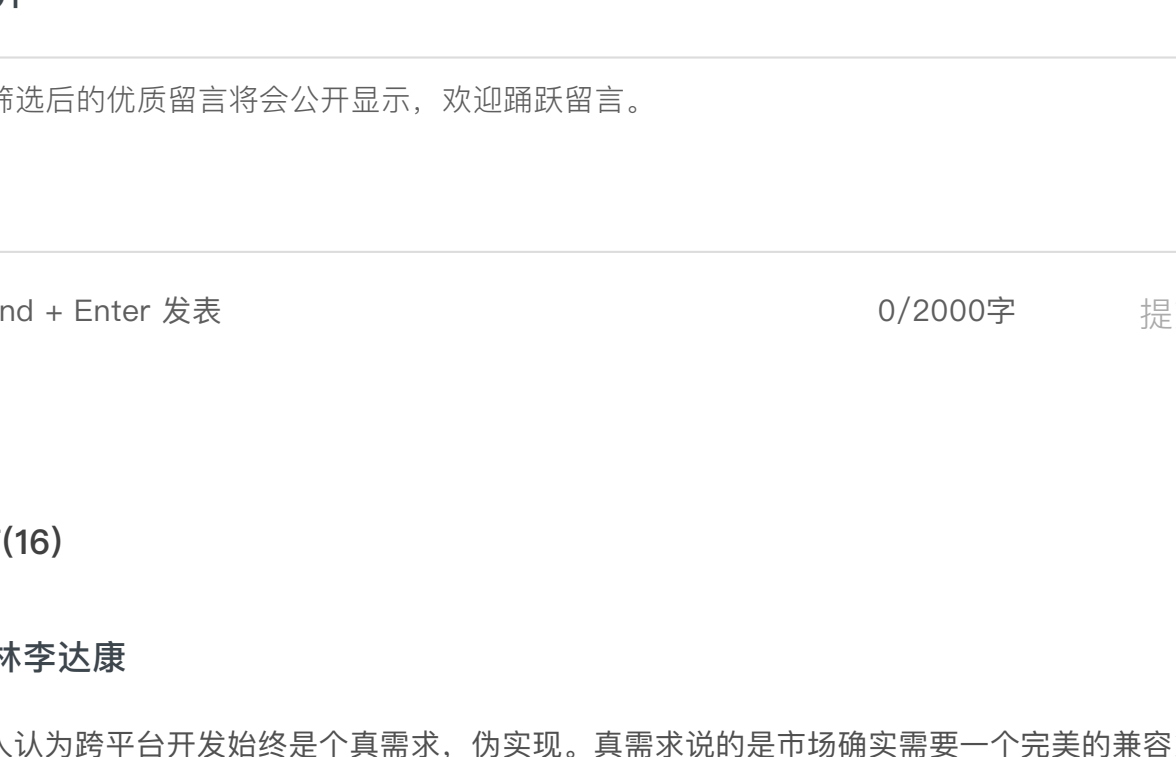 筛选后的优质留言将会公开显示，欢迎踊跃留言。
nd + Enter 发表
0/2000字
提
(16)
林李达康
人认为跨平台开发始终是个真需求，伪实现。真需求说的是市场确实需要一个完美的兼容